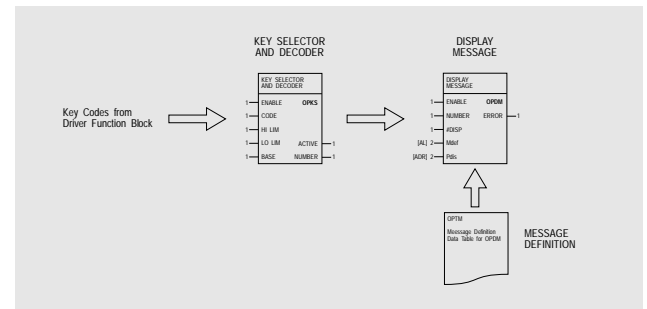 KEY SELECTOR
AND DECODER
DISPLAY
MESSAGE
KEY SELECTOR
AND DECODER
1 ENABLE OPKS
1 CODE
1 HI LIM
1 LO LIM ACTIVE 1
1 BASE NUMBER 1
DISPLAY
MESSAGE
1 ENABLE OPDM
1 NUMBER ERROR 1
1 #DISP
[AL] 2 Mdef
[ADR] 2 Pdis
Key Codes from
Driver Function Block
OPTM
Meessage Definition
Data Table for OPDM
MESSAGE
DEFINITION